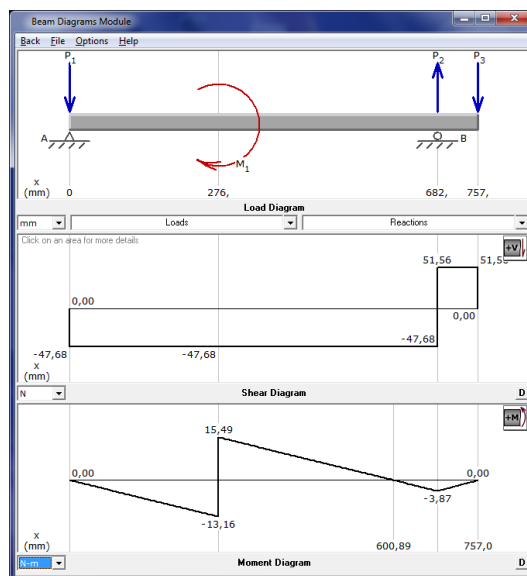 Beam Diagrams Module
Back File Options Help
P1 P2 P3
A B
M1
x
(mm) 0 276, 682, 757,
Load Diagram
mm Loads Reactions
Click on an area for more details
+V
51,56
0,00
0,00
-47,68 -47,68 -47,68
x
(mm)
N Shear Diagram D
+M
15,49
0,00 0,00
-3,87
-13,16
x
(mm) 600,89 757,0
N-m Moment Diagram D